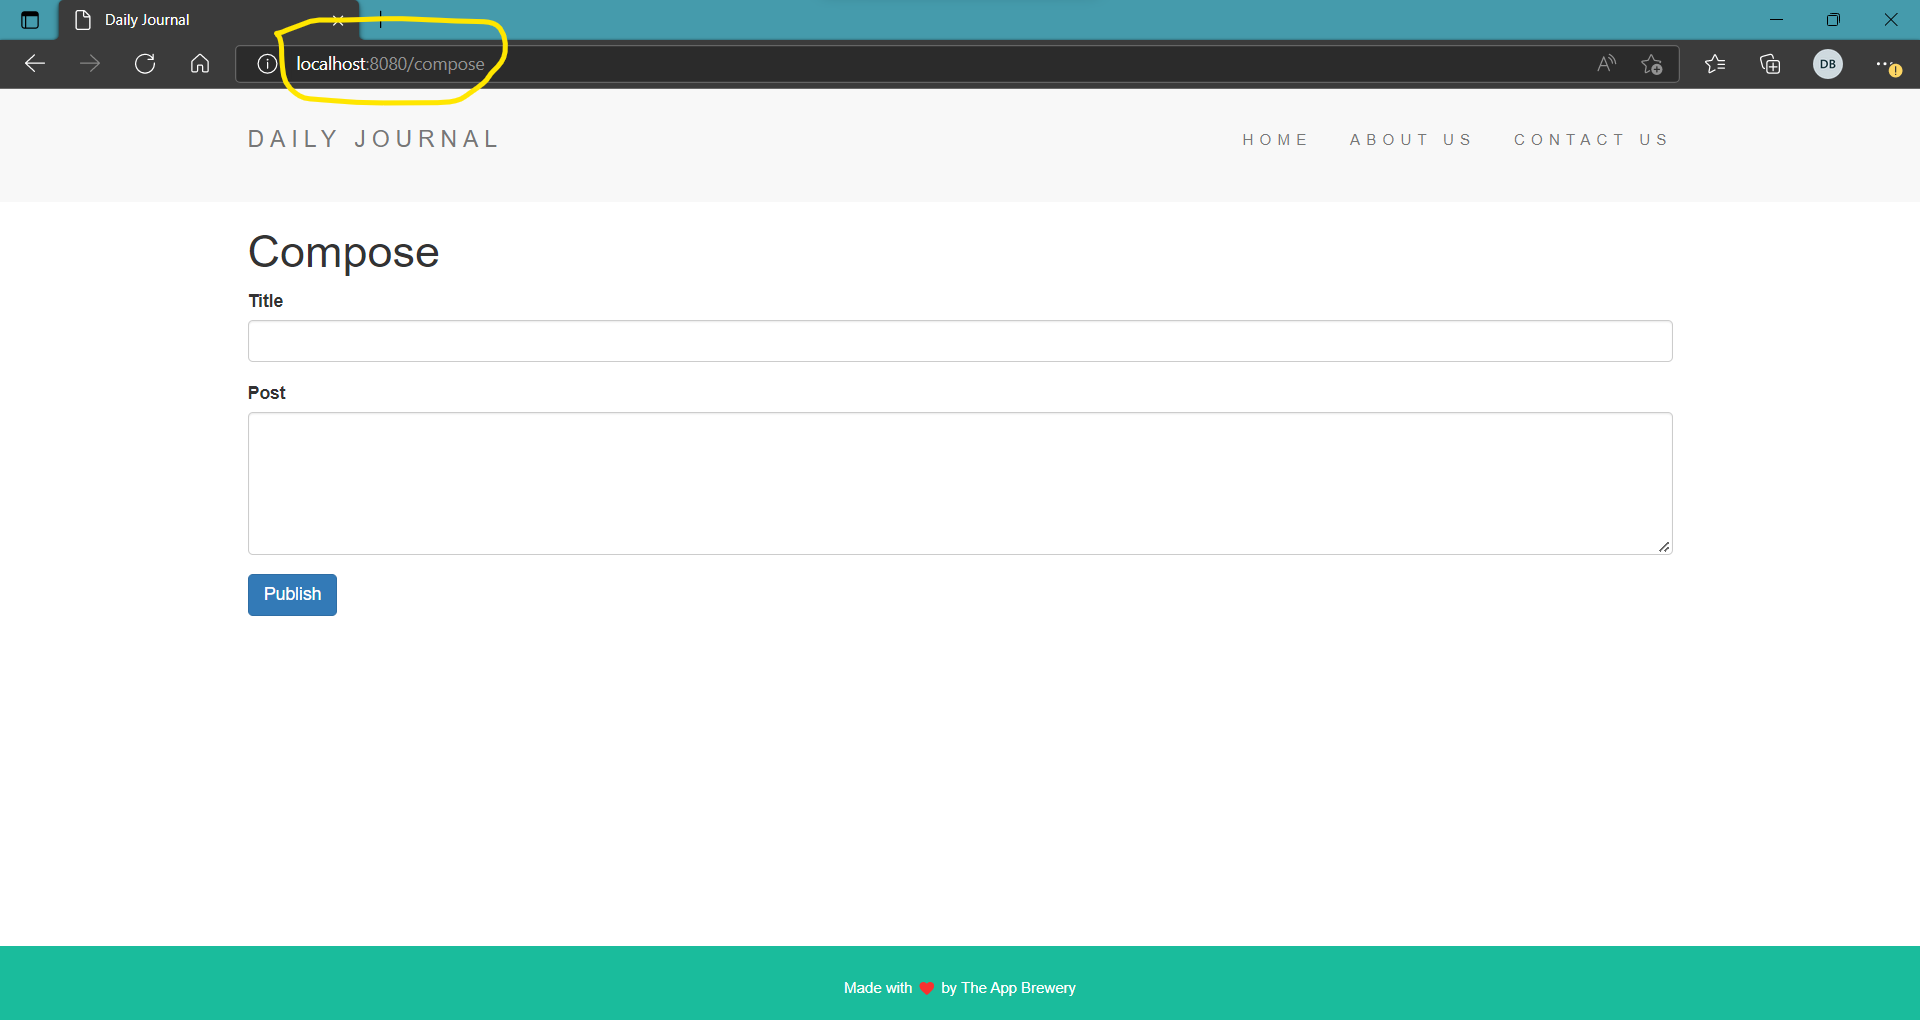 Daily Journal
localhost:8080/compose
DB
DAILY JOURNAL
HOME ABOUT US CONTACT US
Compose
Title
Post
Publish
Made with ❤ by The App Brewery